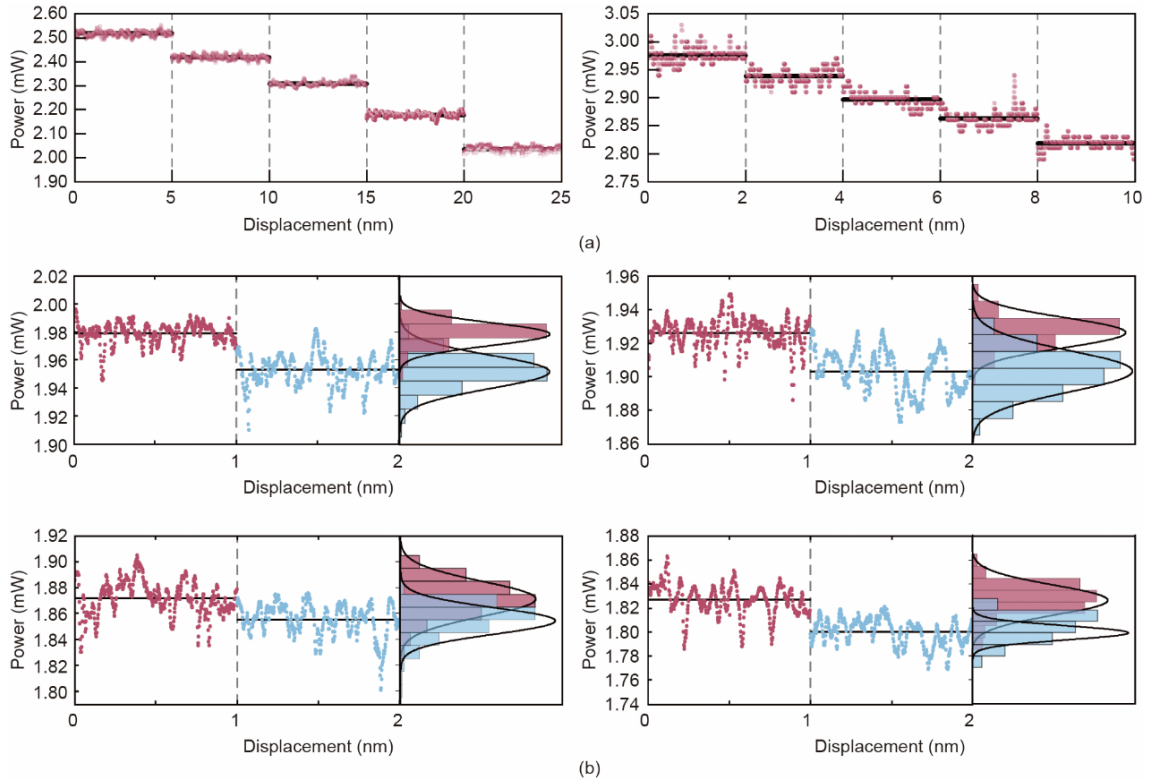 Power (mW)
2.60
2.50
2.40
2.30
2.20
2.10
2.00
1.90
0 5 10 15 20 25
Displacement (nm)
Power (mW)
3.05
3.00
2.95
2.90
2.85
2.80
2.75
0 2 4 6 8 10
Displacement (nm)
(a)
Power (mW)
2.02
2.00
1.98
1.96
1.94
1.92
1.90
0 1 2
Displacement (nm)
Power (mW)
1.96
1.94
1.92
1.90
1.88
1.86
0 1 2
Displacement (nm)
Power (mW)
1.92
1.90
1.88
1.86
1.84
1.82
1.80
0 1 2
Displacement (nm)
Power (mW)
1.88
1.86
1.84
1.82
1.80
1.78
1.76
1.74
0 1 2
Displacement (nm)
(b)